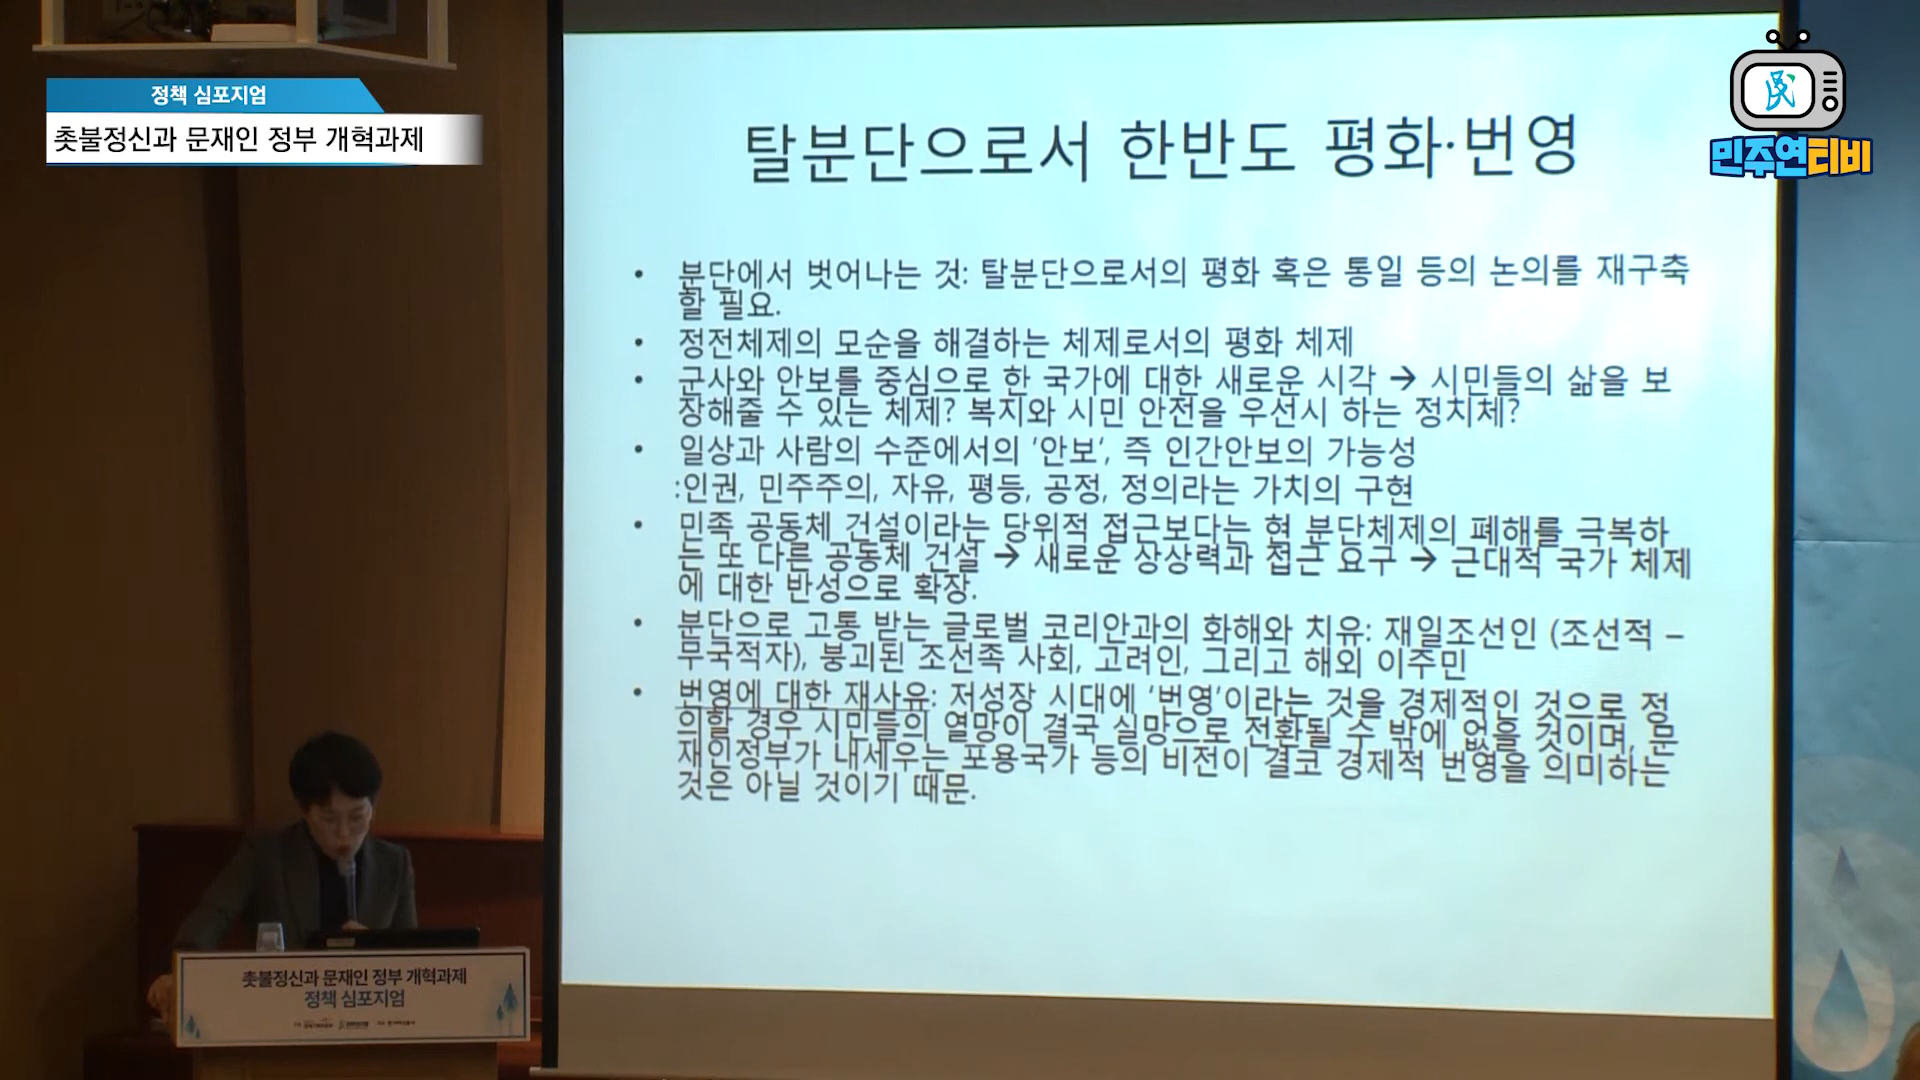 정책 심포지엄
촛불정신과 문재인 정부 개혁과제
민주연티비
탈분단으로서 한반도 평화·번영
• 분단에서 벗어나는 것: 탈분단으로서의 평화 혹은 통일 등의 논의를 재구축
할 필요.
• 정전체제의 모순을 해결하는 체제로서의 평화 체제
• 군사와 안보를 중심으로 한 국가에 대한 새로운 시각 → 시민들의 삶을 보
장해줄 수 있는 체제? 복지와 시민 안전을 우선시 하는 정치체?
• 일상과 사람의 수준에서의 ‘안보‘, 즉 인간안보의 가능성
:인권, 민주주의, 자유, 평등, 공정, 정의라는 가치의 구현
• 민족 공동체 건설이라는 당위적 접근보다는 현 분단체제의 폐해를 극복하
는 또 다른 공동체 건설 → 새로운 상상력과 접근 요구 → 근대적 국가 체제
에 대한 반성으로 확장.
• 분단으로 고통 받는 글로벌 코리안과의 화해와 치유: 재일조선인 (조선적 –
무국적자), 붕괴된 조선족 사회, 고려인, 그리고 해외 이주민
• 번영에 대한 재사유: 저성장 시대에 ‘번영’이라는 것을 경제적인 것으로 정
의할 경우 시민들의 열망이 결국 실망으로 전환될 수 밖에 없을 것이며, 문
재인정부가 내세우는 포용국가 등의 비전이 결코 경제적 번영을 의미하는
것은 아닐 것이기 때문.
촛불정신과 문재인 정부 개혁과제
정책 심포지엄